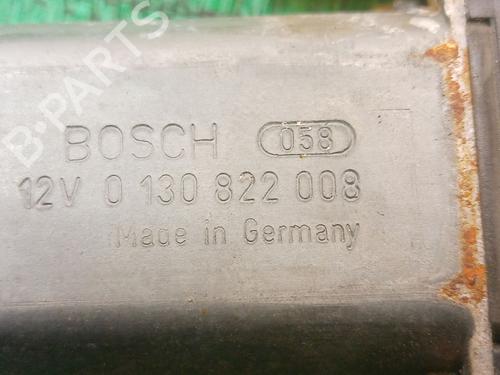 BOSCH 058
12V 0 130 822 008
Made in Germany
B-PARTS